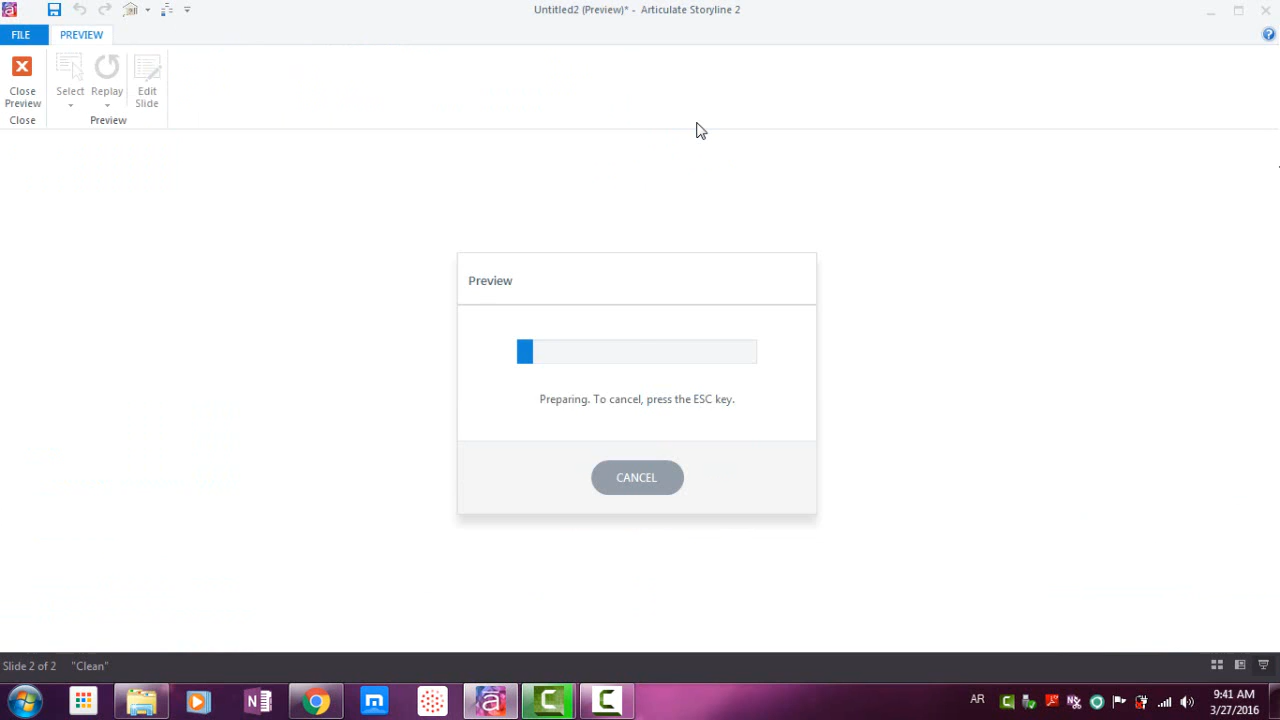 Untitled2 (Preview)* - Articulate Storyline 2
FILE
PREVIEW
Close Preview
Select
Replay
Edit Slide
Close
Preview
Preview
Preparing. To cancel, press the ESC key.
CANCEL
Slide 2 of 2
"Clean"
AR
9:41 AM
3/27/2016